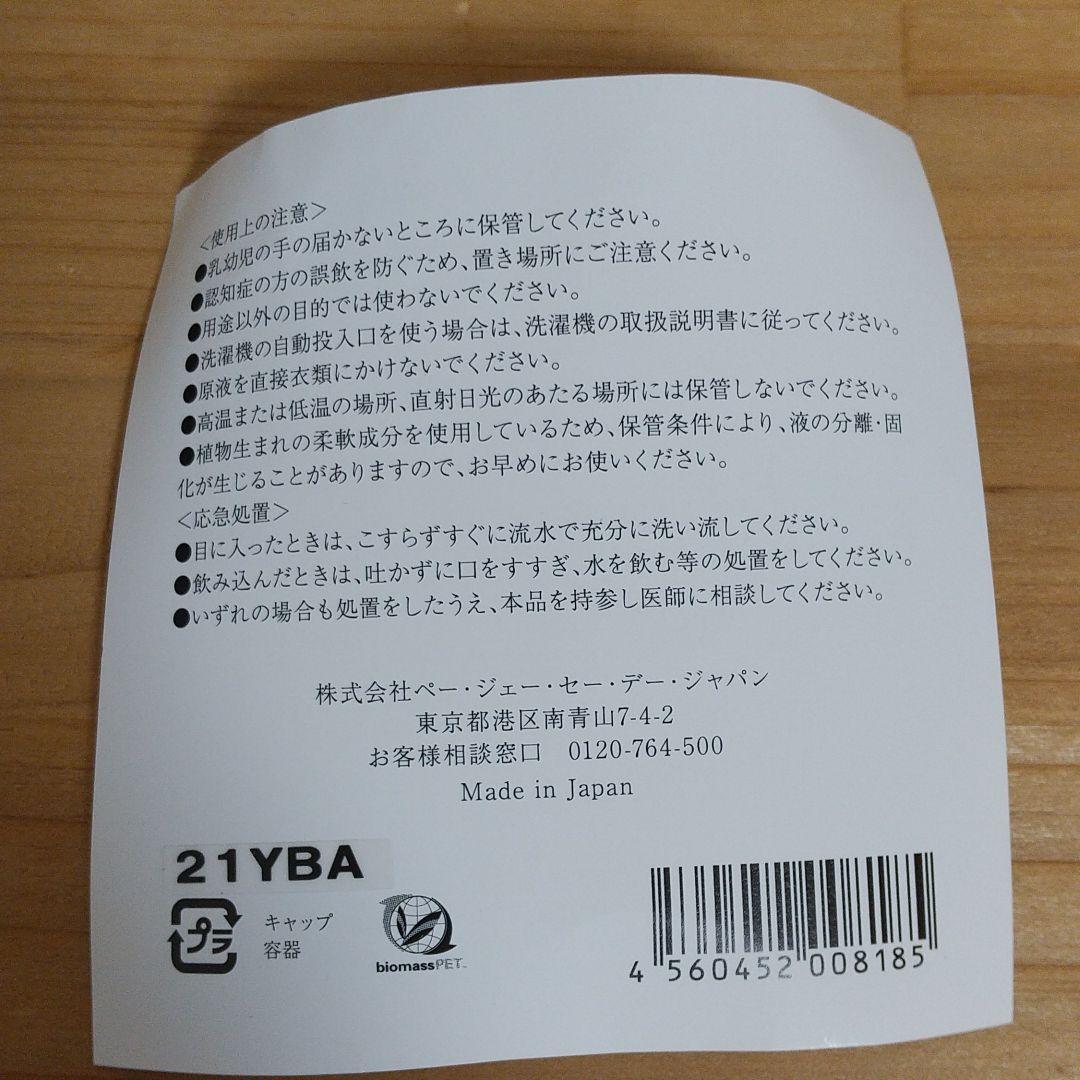 ＜使用上の注意＞
●乳幼児の手の届かないところに保管してください。
●認知症の方の誤飲を防ぐため、置き場所にご注意ください。
●用途以外の目的では使わないでください。
●洗濯機の自動投入口を使う場合は、洗濯機の取扱説明書に従ってください。
●原液を直接衣類にかけないでください。
●高温または低温の場所、直射日光のあたる場所には保管しないでください。
●植物生まれの柔軟成分を使用しているため、保管条件により、液の分離・固
化が生じることがありますので、お早めにお使いください。
＜応急処置＞
●目に入ったときは、こすらずすぐに流水で充分に洗い流してください。
●飲み込んだときは、吐かずに口をすすぎ、水を飲む等の処置をしてください。
●いずれの場合も処置をしたうえ、本品を持参し医師に相談してください。
株式会社ペー・ジェー・セー・デー・ジャパン
東京都港区南青山7-4-2
お客様相談窓口 0120-764-500
Made in Japan
21YBA
プラ
キャップ
容器
biomassPET™
4 560452 008185